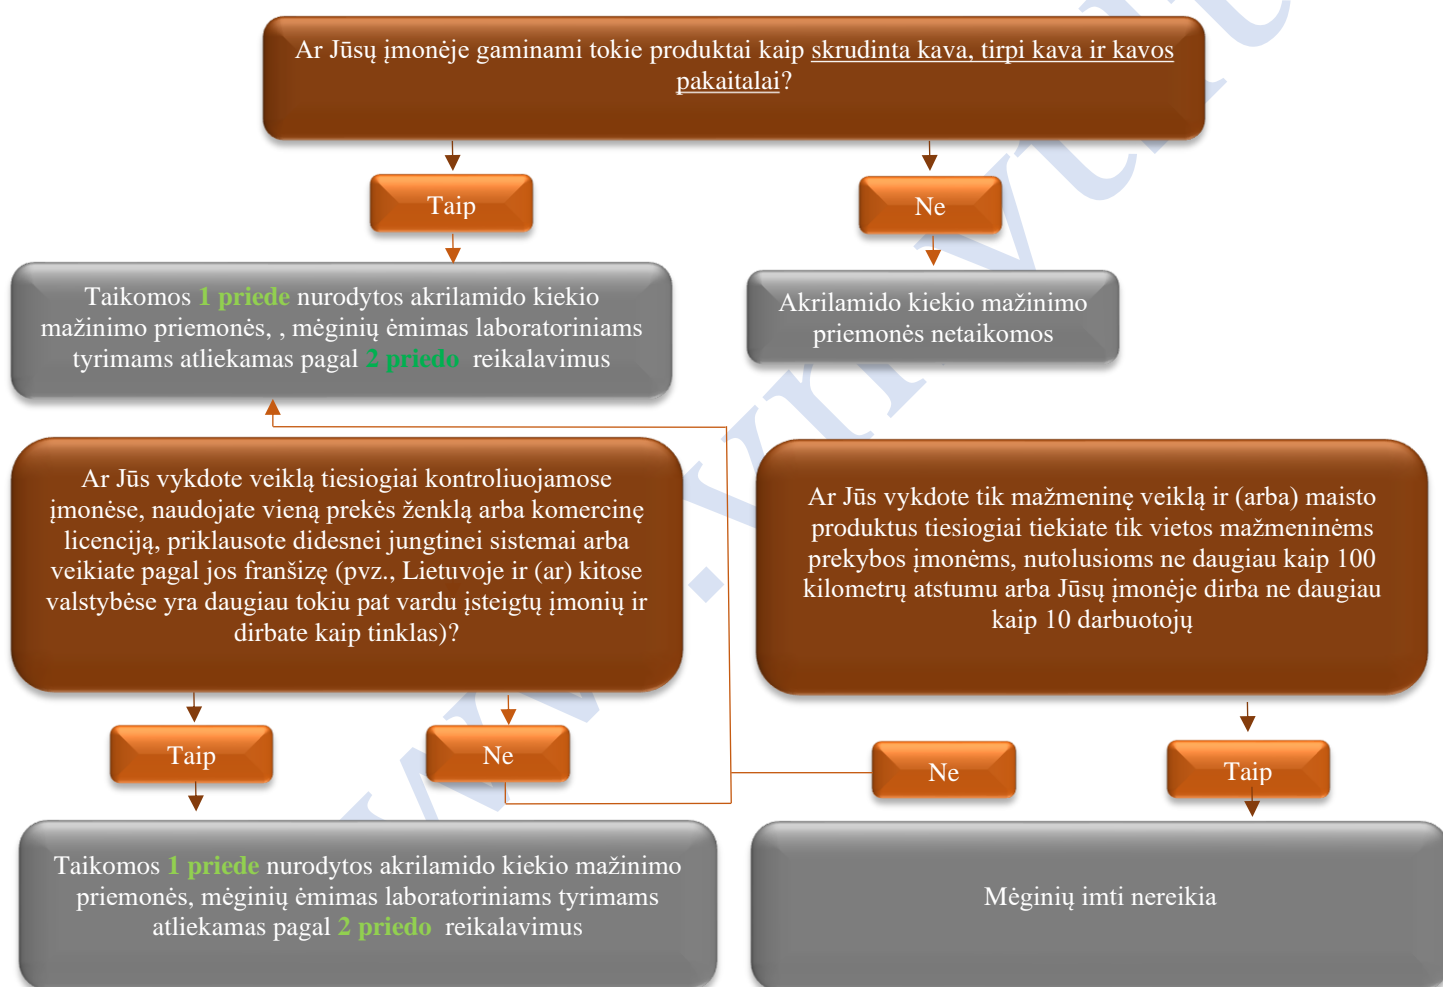 Ar Jūsų įmonėje gaminami tokie produktai kaip skrudinta kava, tirpi kava ir kavos
pakaitalai?
Taip
Ne
Taikomos 1 priede nurodytos akrilamido kiekio
mažinimo priemonės, , mėginių ėmimas laboratoriniams
tyrimams atliekamas pagal 2 priedo reikalavimus
Akrilamido kiekio mažinimo
priemonės netaikomos
Ar Jūs vykdote veiklą tiesiogiai kontroliuojamose
įmonėse, naudojate vieną prekės ženklą arba komercinę
licenciją, priklausote didesnei jungtinei sistemai arba
veikiate pagal jos franšizę (pvz., Lietuvoje ir (ar) kitose
valstybėse yra daugiau tokiu pat vardu įsteigtų įmonių ir
dirbate kaip tinklas)?
Ar Jūs vykdote tik mažmeninę veiklą ir (arba) maisto
produktus tiesiogiai tiekiate tik vietos mažmeninėms
prekybos įmonėms, nutolusioms ne daugiau kaip 100
kilometrų atstumu arba Jūsų įmonėje dirba ne daugiau
kaip 10 darbuotojų
Taip
Ne
Ne
Taip
Taikomos 1 priede nurodytos akrilamido kiekio mažinimo
priemonės, mėginių ėmimas laboratoriniams tyrimams
atliekamas pagal 2 priedo reikalavimus
Mėginių imti nereikia